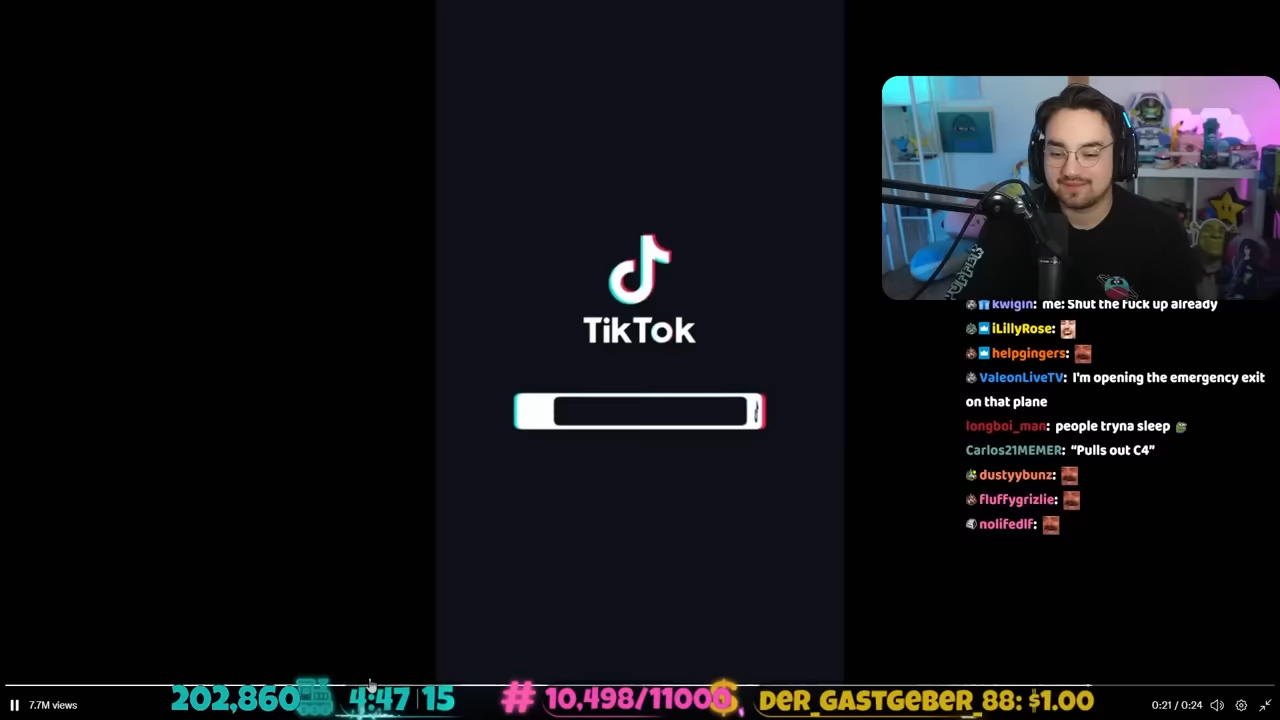 TikTok
kwigin: me: Shut the fuck up already
iLillyRose:
helpgingers:
ValeonLiveTV: I'm opening the emergency exit
on that plane
longboi_man: people tryna sleep
Carlos21MEMER: “Pulls out C4”
dustyybunz:
fluffygrizlie:
nolifedlf:
202,860 4:47 15 # 10,498/11000 DER_GASTGEBER_88: $1.00
7.7M views 0:21 / 0:24